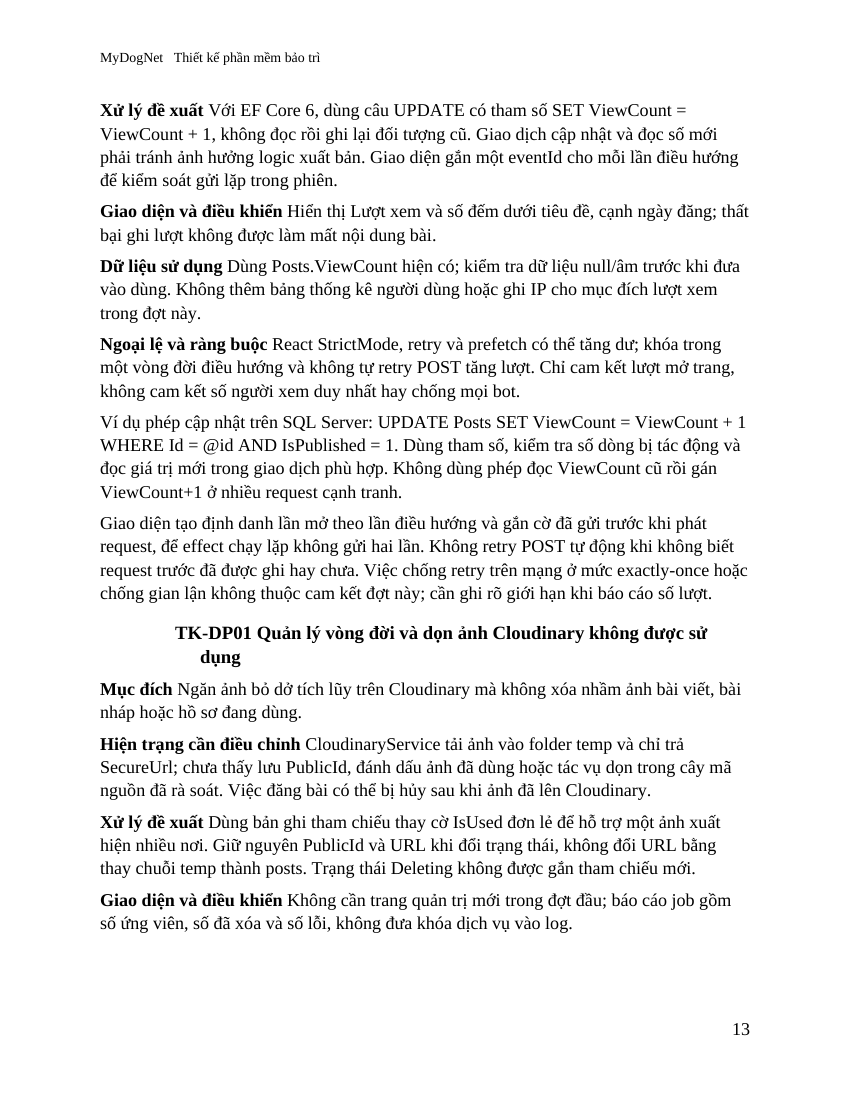 MyDogNet Thiết kế phần mềm bảo trì
Xử lý đề xuất Với EF Core 6, dùng câu UPDATE có tham số SET ViewCount =
ViewCount + 1, không đọc rồi ghi lại đối tượng cũ. Giao dịch cập nhật và đọc số mới
phải tránh ảnh hưởng logic xuất bản. Giao diện gắn một eventId cho mỗi lần điều hướng
để kiểm soát gửi lặp trong phiên.
Giao diện và điều khiển Hiển thị Lượt xem và số đếm dưới tiêu đề, cạnh ngày đăng; thất
bại ghi lượt không được làm mất nội dung bài.
Dữ liệu sử dụng Dùng Posts.ViewCount hiện có; kiểm tra dữ liệu null/âm trước khi đưa
vào dùng. Không thêm bảng thống kê người dùng hoặc ghi IP cho mục đích lượt xem
trong đợt này.
Ngoại lệ và ràng buộc React StrictMode, retry và prefetch có thể tăng dư; khóa trong
một vòng đời điều hướng và không tự retry POST tăng lượt. Chỉ cam kết lượt mở trang,
không cam kết số người xem duy nhất hay chống mọi bot.
Ví dụ phép cập nhật trên SQL Server: UPDATE Posts SET ViewCount = ViewCount + 1
WHERE Id = @id AND IsPublished = 1. Dùng tham số, kiểm tra số dòng bị tác động và
đọc giá trị mới trong giao dịch phù hợp. Không dùng phép đọc ViewCount cũ rồi gán
ViewCount+1 ở nhiều request cạnh tranh.
Giao diện tạo định danh lần mở theo lần điều hướng và gắn cờ đã gửi trước khi phát
request, để effect chạy lặp không gửi hai lần. Không retry POST tự động khi không biết
request trước đã được ghi hay chưa. Việc chống retry trên mạng ở mức exactly-once hoặc
chống gian lận không thuộc cam kết đợt này; cần ghi rõ giới hạn khi báo cáo số lượt.
TK-DP01 Quản lý vòng đời và dọn ảnh Cloudinary không được sử
dụng
Mục đích Ngăn ảnh bỏ dở tích lũy trên Cloudinary mà không xóa nhầm ảnh bài viết, bài
nháp hoặc hồ sơ đang dùng.
Hiện trạng cần điều chỉnh CloudinaryService tải ảnh vào folder temp và chỉ trả
SecureUrl; chưa thấy lưu PublicId, đánh dấu ảnh đã dùng hoặc tác vụ dọn trong cây mã
nguồn đã rà soát. Việc đăng bài có thể bị hủy sau khi ảnh đã lên Cloudinary.
Xử lý đề xuất Dùng bản ghi tham chiếu thay cờ IsUsed đơn lẻ để hỗ trợ một ảnh xuất
hiện nhiều nơi. Giữ nguyên PublicId và URL khi đổi trạng thái, không đổi URL bằng
thay chuỗi temp thành posts. Trạng thái Deleting không được gắn tham chiếu mới.
Giao diện và điều khiển Không cần trang quản trị mới trong đợt đầu; báo cáo job gồm
số ứng viên, số đã xóa và số lỗi, không đưa khóa dịch vụ vào log.
13